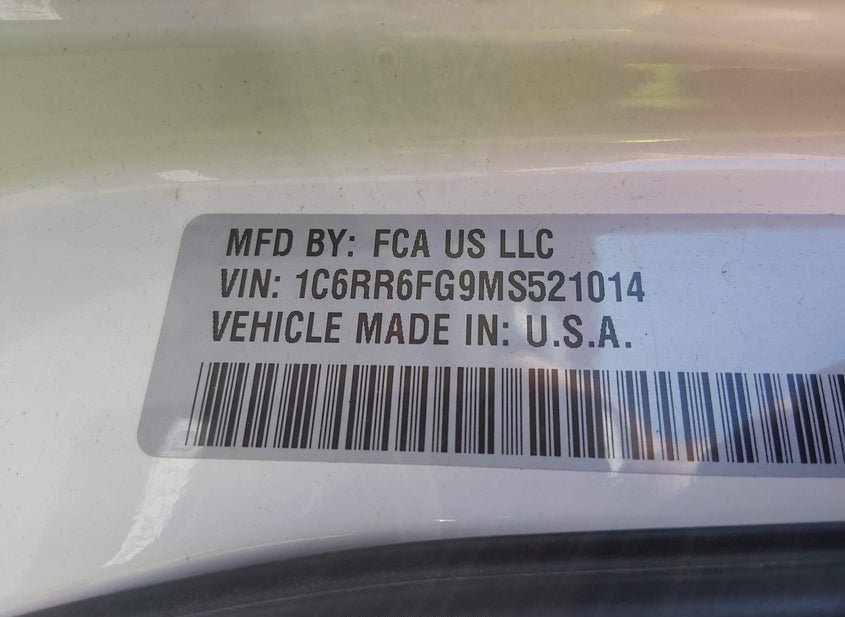 MFD BY: FCA US LLC
VIN: 1C6RR6FG9MS521014
VEHICLE MADE IN: U.S.A.